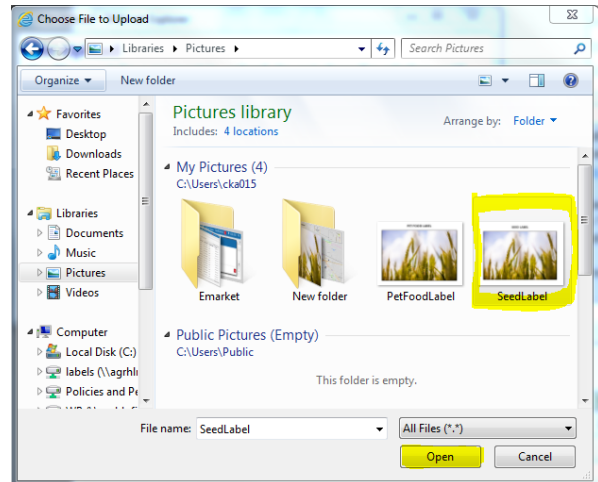 Choose File to Upload
Libraries ▸ Pictures ▸
Search Pictures
Organize
New folder
Favorites
Desktop
Downloads
Recent Places
Libraries
Documents
Music
Pictures
Videos
Computer
Local Disk (C:)
labels (\\agrhlr
Policies and Pe
Pictures library
Includes: 4 locations
Arrange by: Folder
My Pictures (4)
C:\Users\cka015
Emarket
New folder
PetFoodLabel
SeedLabel
Public Pictures (Empty)
C:\Users\Public
This folder is empty.
File name: SeedLabel
All Files (*.*)
Open
Cancel